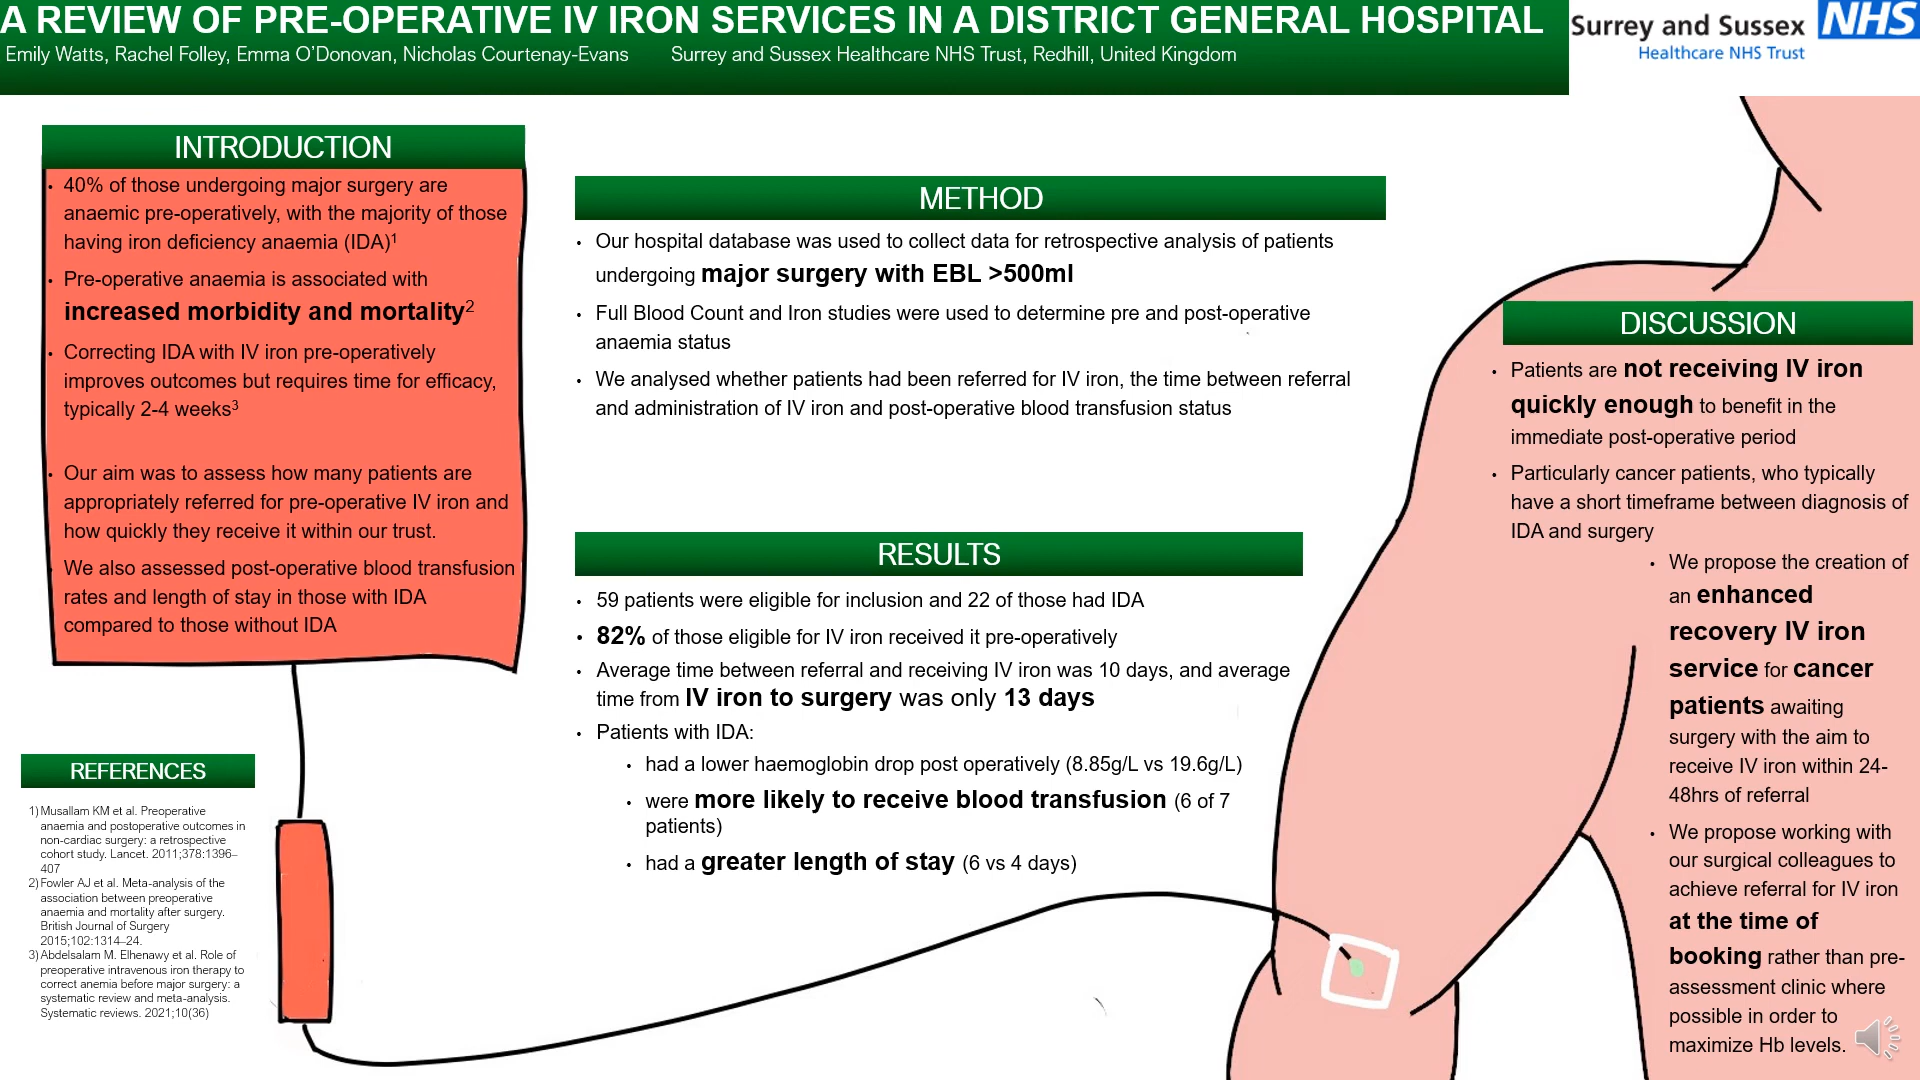 A REVIEW OF PRE-OPERATIVE IV IRON SERVICES IN A DISTRICT GENERAL HOSPITAL
Emily Watts, Rachel Folley, Emma O'Donovan, Nicholas Courtenay-Evans Surrey and Sussex Healthcare NHS Trust, Redhill, United Kingdom
Surrey and Sussex
Healthcare NHS Trust
NHS
INTRODUCTION
• 40% of those undergoing major surgery are
anaemic pre-operatively, with the majority of those
having iron deficiency anaemia (IDA)¹
• Pre-operative anaemia is associated with
increased morbidity and mortality²
• Correcting IDA with IV iron pre-operatively
improves outcomes but requires time for efficacy,
typically 2-4 weeks³
• Our aim was to assess how many patients are
appropriately referred for pre-operative IV iron and
how quickly they receive it within our trust.
• We also assessed post-operative blood transfusion
rates and length of stay in those with IDA
compared to those without IDA
REFERENCES
1) Musallam KM et al. Preoperative
anaemia and postoperative outcomes in
non-cardiac surgery: a retrospective
cohort study. Lancet. 2011;378:1396–
407
2) Fowler AJ et al. Meta-analysis of the
association between preoperative
anaemia and mortality after surgery.
British Journal of Surgery
2015;102:1314–24.
3) Abdelsalam M. Elhenawy et al. Role of
preoperative intravenous iron therapy to
correct anemia before major surgery: a
systematic review and meta-analysis.
Systematic reviews. 2021;10(36)
METHOD
• Our hospital database was used to collect data for retrospective analysis of patients
undergoing major surgery with EBL >500ml
• Full Blood Count and Iron studies were used to determine pre and post-operative
anaemia status
• We analysed whether patients had been referred for IV iron, the time between referral
and administration of IV iron and post-operative blood transfusion status
RESULTS
• 59 patients were eligible for inclusion and 22 of those had IDA
• 82% of those eligible for IV iron received it pre-operatively
• Average time between referral and receiving IV iron was 10 days, and average
time from IV iron to surgery was only 13 days
• Patients with IDA:
• had a lower haemoglobin drop post operatively (8.85g/L vs 19.6g/L)
• were more likely to receive blood transfusion (6 of 7
patients)
• had a greater length of stay (6 vs 4 days)
DISCUSSION
• Patients are not receiving IV iron
quickly enough to benefit in the
immediate post-operative period
• Particularly cancer patients, who typically
have a short timeframe between diagnosis of
IDA and surgery
• We propose the creation of
an enhanced
recovery IV iron
service for cancer
patients awaiting
surgery with the aim to
receive IV iron within 24-
48hrs of referral
• We propose working with
our surgical colleagues to
achieve referral for IV iron
at the time of
booking rather than pre-
assessment clinic where
possible in order to
maximize Hb levels.